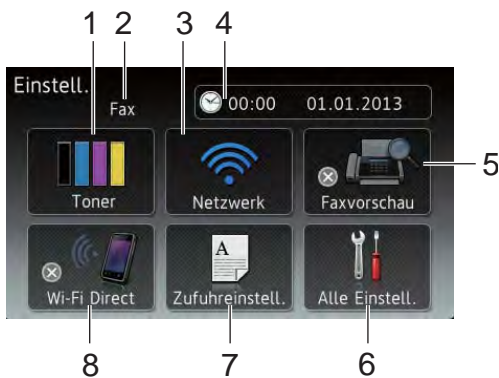 1 2 3 4
Einstell.
Fax
00:00 01.01.2013
5
Toner Netzwerk Faxvorschau
A
Wi-Fi Direct Zufuhreinstell. Alle Einstell.
8 7 6